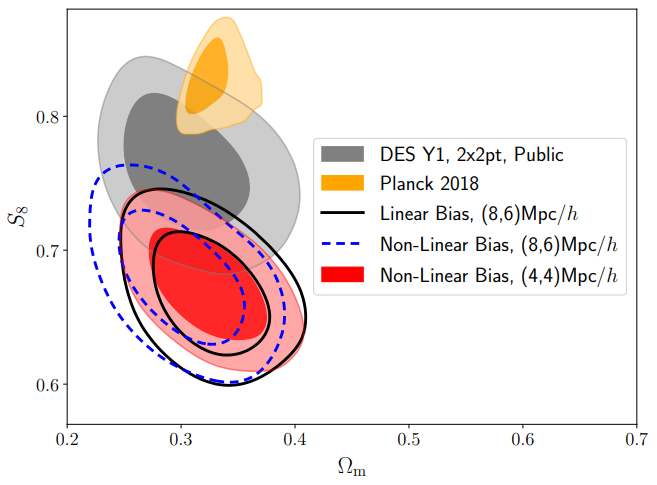 0.8
0.7
0.6
S8
DES Y1, 2x2pt, Public
Planck 2018
Linear Bias, (8,6)Mpc/h
Non-Linear Bias, (8,6)Mpc/h
Non-Linear Bias, (4,4)Mpc/h
0.2 0.3 0.4 0.5 0.6 0.7
Ωm